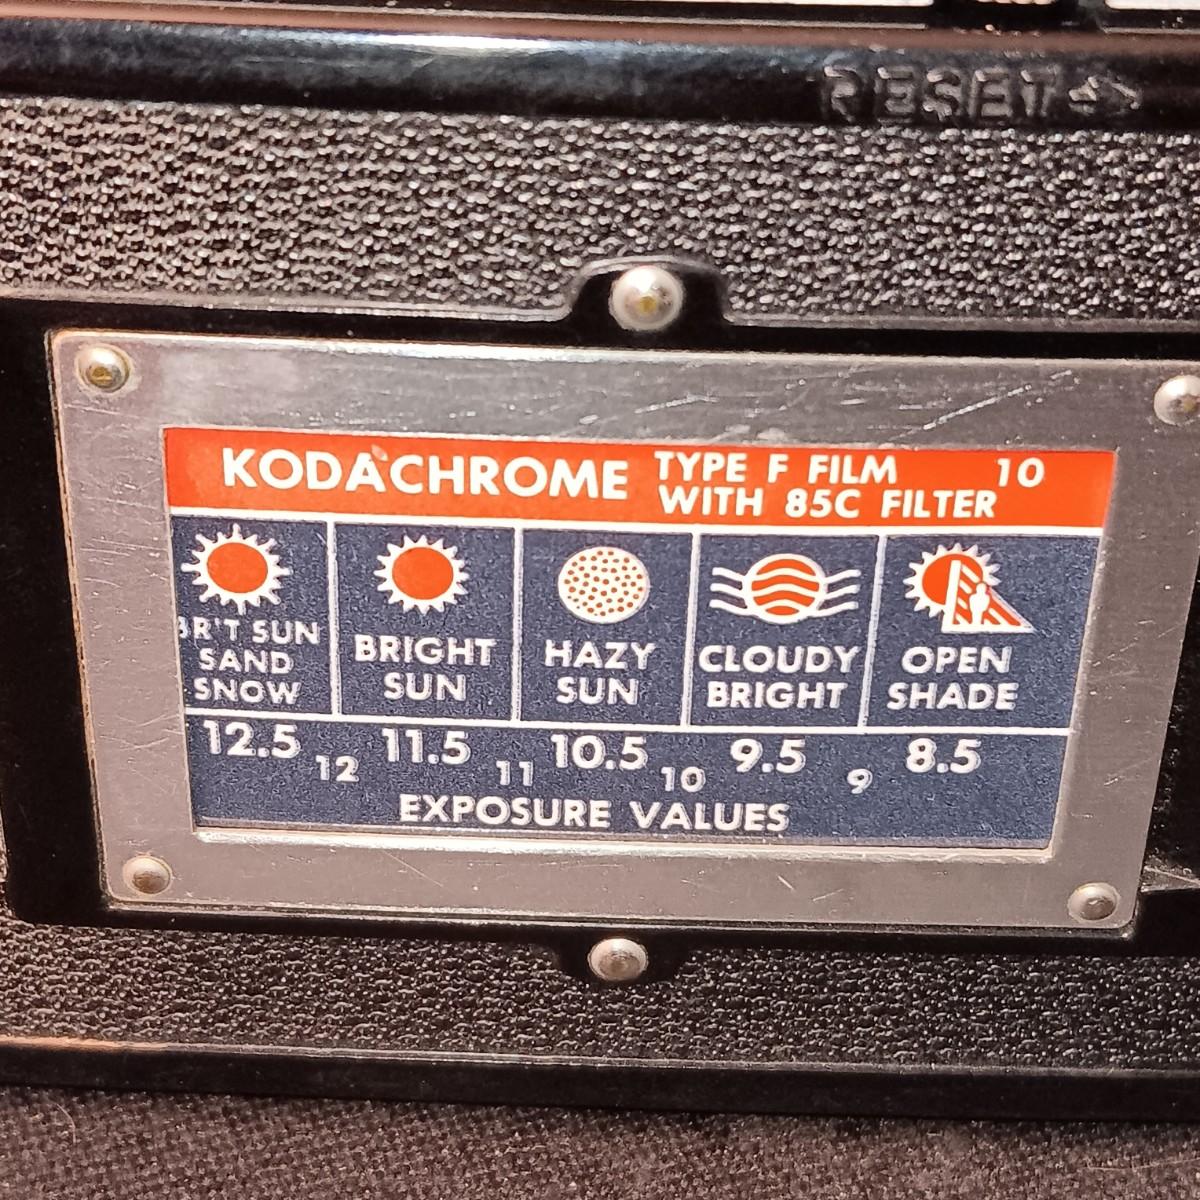 RESET
KODACHROME TYPE F FILM 10
WITH 85C FILTER
BR'T SUN
SAND
SNOW
BRIGHT
SUN
HAZY
SUN
CLOUDY
BRIGHT
OPEN
SHADE
12.5 12 11.5 11 10.5 10 9.5 9 8.5
EXPOSURE VALUES